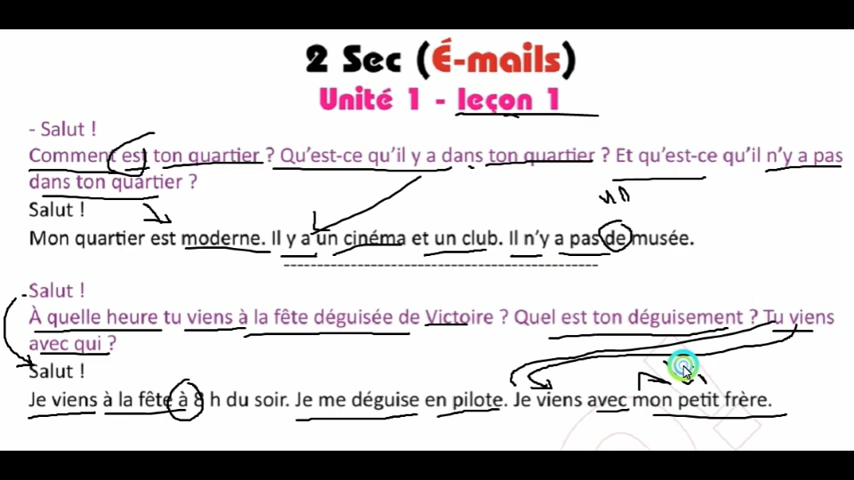 2 Sec (É-mails)
Unité 1 - leçon 1
- Salut !
Comment est ton quartier ? Qu'est-ce qu'il y a dans ton quartier ? Et qu'est-ce qu'il n'y a pas
dans ton quartier ?
Salut !
Mon quartier est moderne. Il y a un cinéma et un club. Il n'y a pas de musée.
-Salut !
À quelle heure tu viens à la fête déguisée de Victoire ? Quel est ton déguisement ? Tu viens
avec qui ?
Salut !
Je viens à la fête à 8 h du soir. Je me déguise en pilote. Je viens avec mon petit frère.